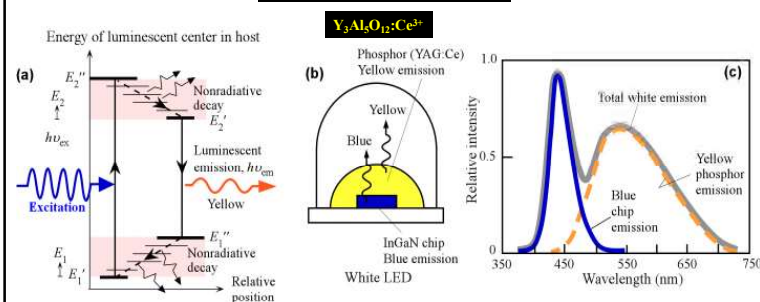 Y₃Al₅O₁₂:Ce³⁺
Energy of luminescent center in host
(a)
E₂''
Nonradiative
decay
E₂
E₂'
hυₑₓ
Luminescent
emission, hυₑₘ
Excitation
Yellow
E₁''
E₁
Nonradiative
decay
E₁'
Relative
position
(b)
Phosphor (YAG:Ce)
Yellow emission
Yellow
Blue
InGaN chip
Blue emission
White LED
(c)
Relative intensity
1.0
0.5
0
Total white emission
Yellow
phosphor
emission
Blue
chip
emission
350 450 550 650 730
Wavelength (nm)